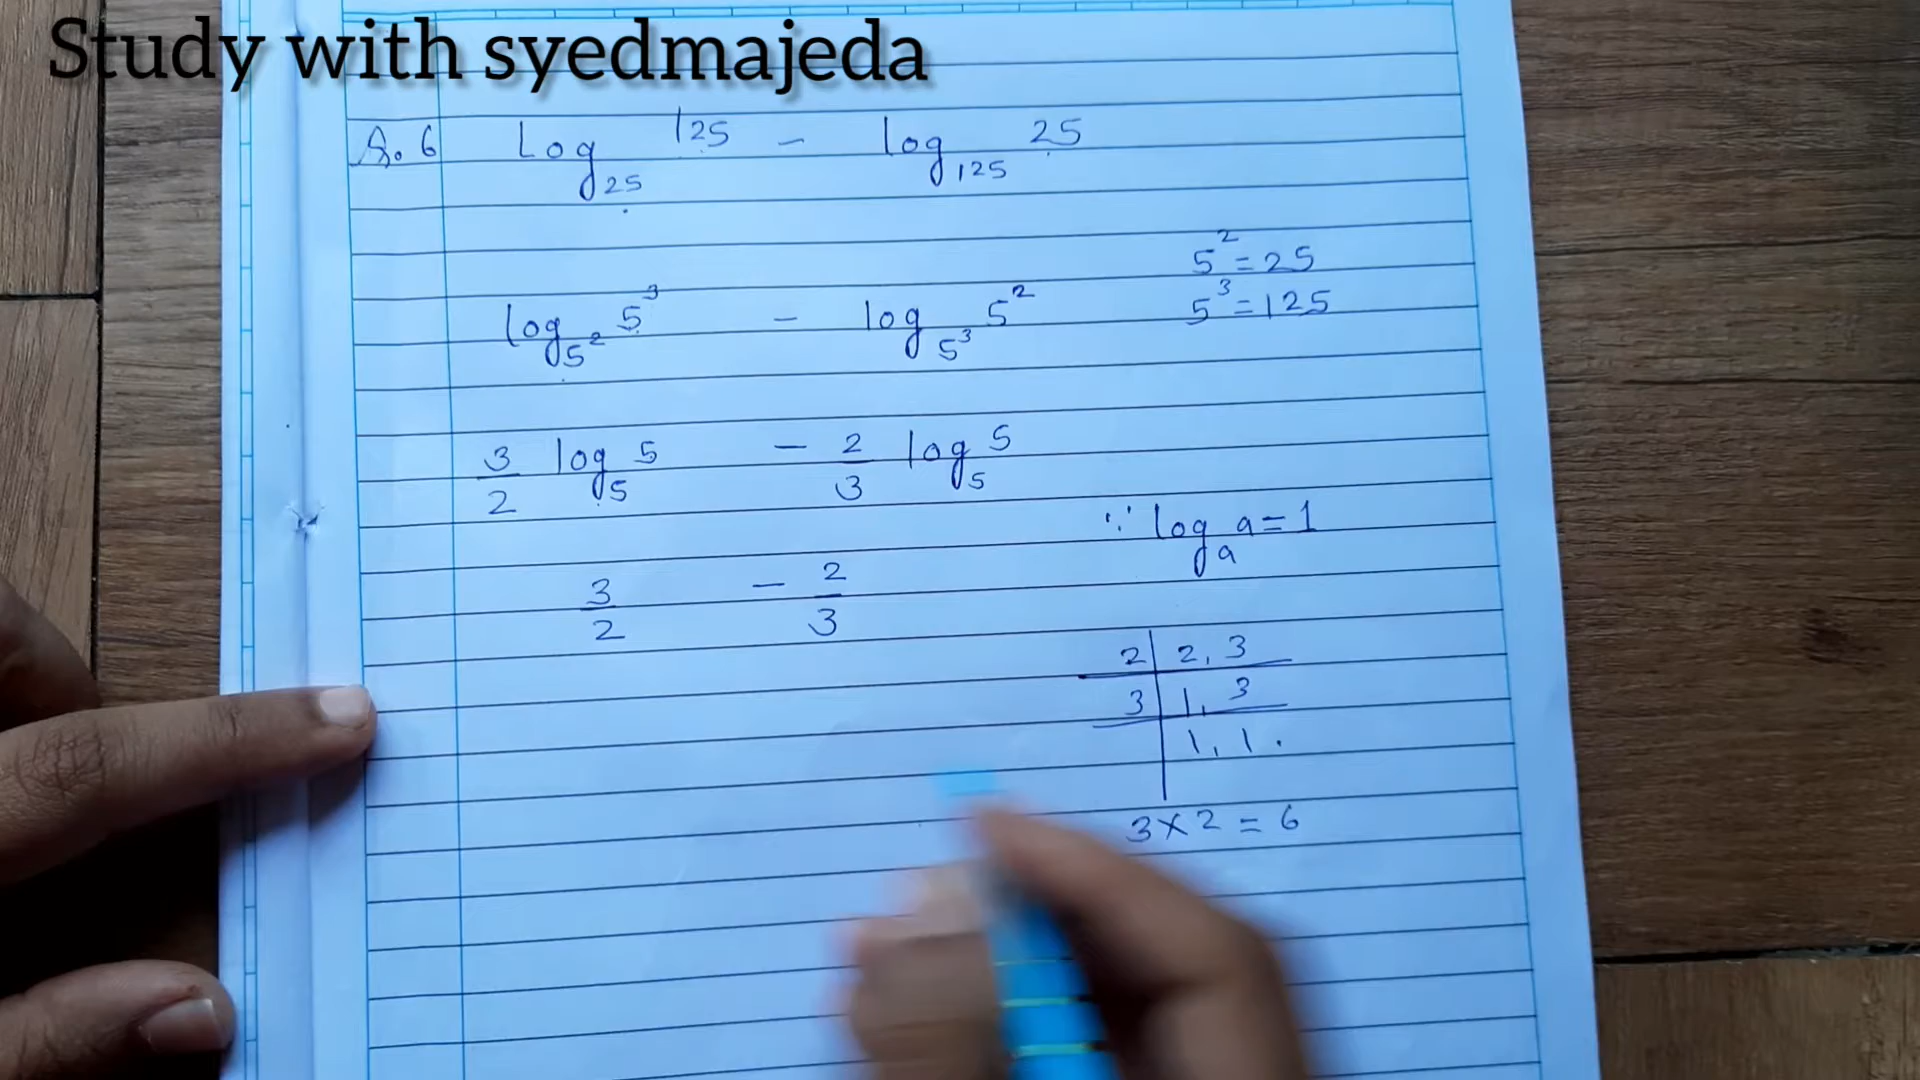 Study with syedmajeda
Q.6 Log₂₅ 125 – log₁₂₅ 25
5² = 25
5³ = 125
log_5² 5³ – log_5³ 5²
3/2 log₅ 5 – 2/3 log₅ 5
∵ logₐ a = 1
3/2 – 2/3
2 | 2, 3
3 | 1, 3
| 1, 1.
3 × 2 = 6